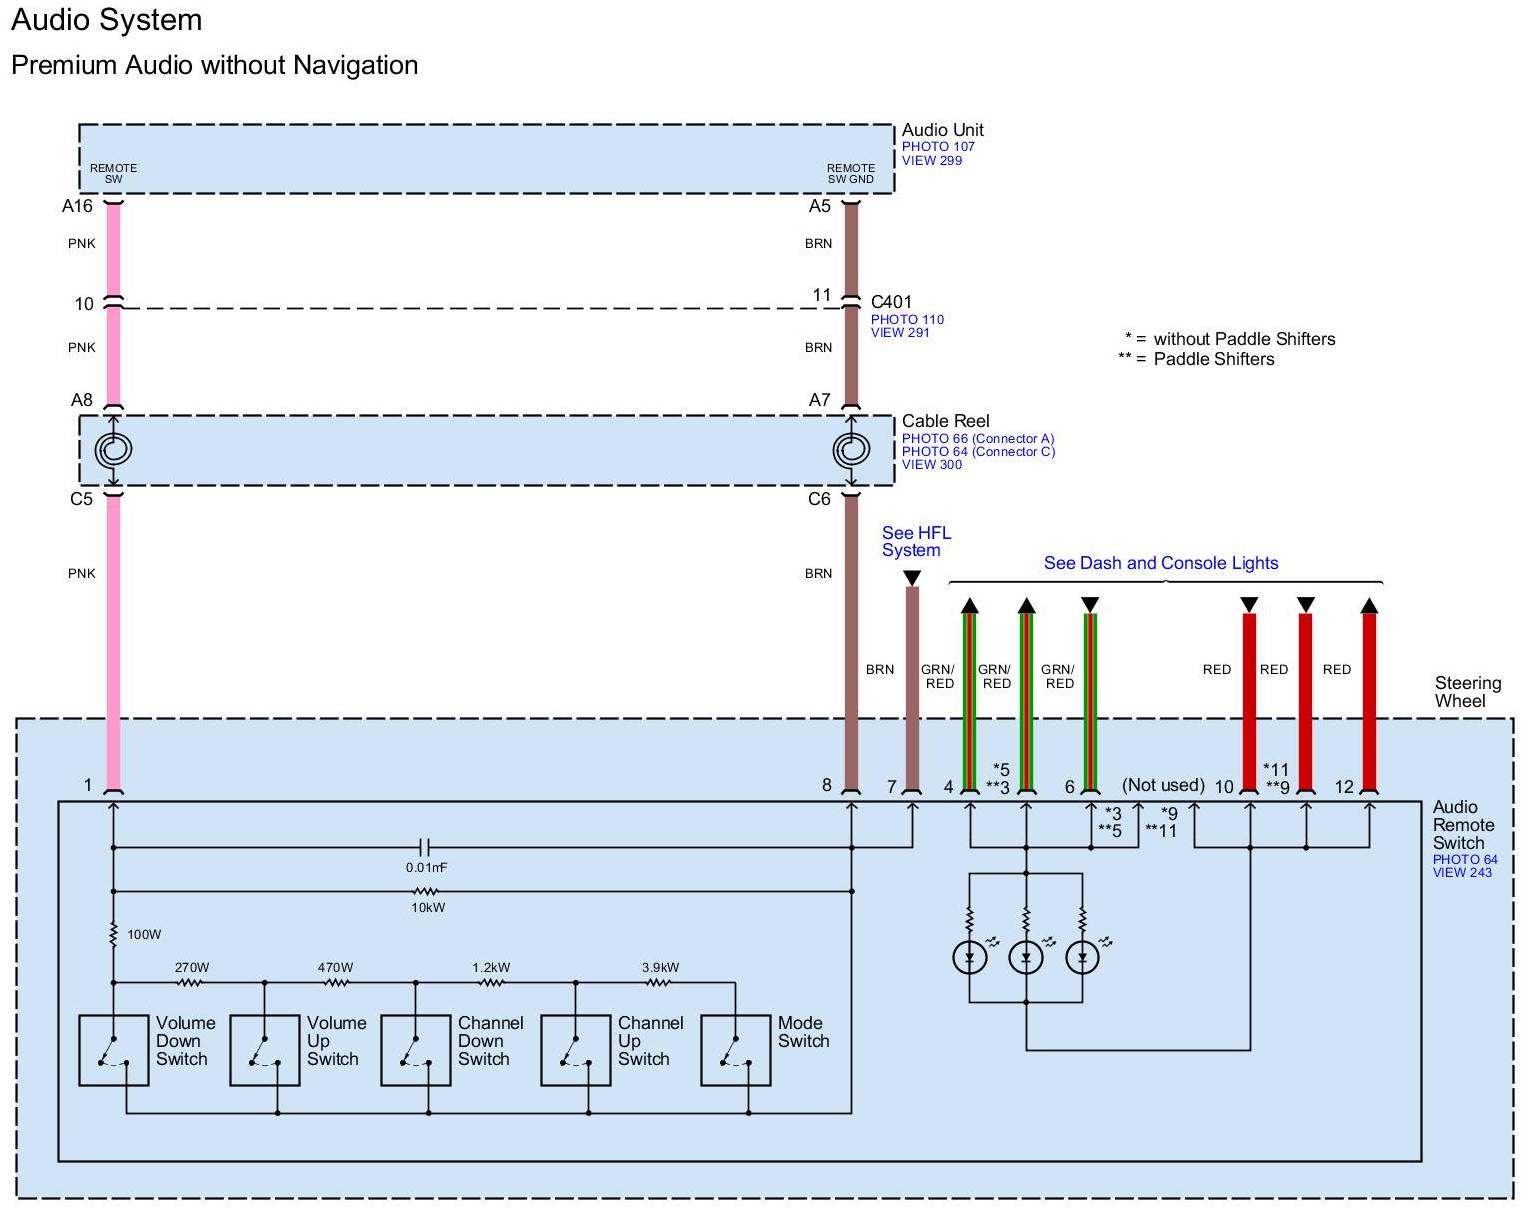 Audio System
Premium Audio without Navigation
Audio Unit
PHOTO 107
VIEW 299
REMOTE
SW
REMOTE
SW GND
A16
A5
PNK
BRN
10
11
C401
PHOTO 110
VIEW 291
* = without Paddle Shifters
** = Paddle Shifters
PNK
BRN
A8
A7
Cable Reel
PHOTO 66 (Connector A)
PHOTO 64 (Connector C)
VIEW 300
C5
C6
See HFL
System
See Dash and Console Lights
PNK
BRN
BRN
GRN/
RED
GRN/
RED
GRN/
RED
RED
RED
RED
Steering
Wheel
1
8
7
4
*5
**3
6
(Not used)
10
*11
**9
12
*3
**5
*9
**11
Audio
Remote
Switch
PHOTO 64
VIEW 243
0.01mF
10kW
100W
270W
470W
1.2kW
3.9kW
Volume
Down
Switch
Volume
Up
Switch
Channel
Down
Switch
Channel
Up
Switch
Mode
Switch